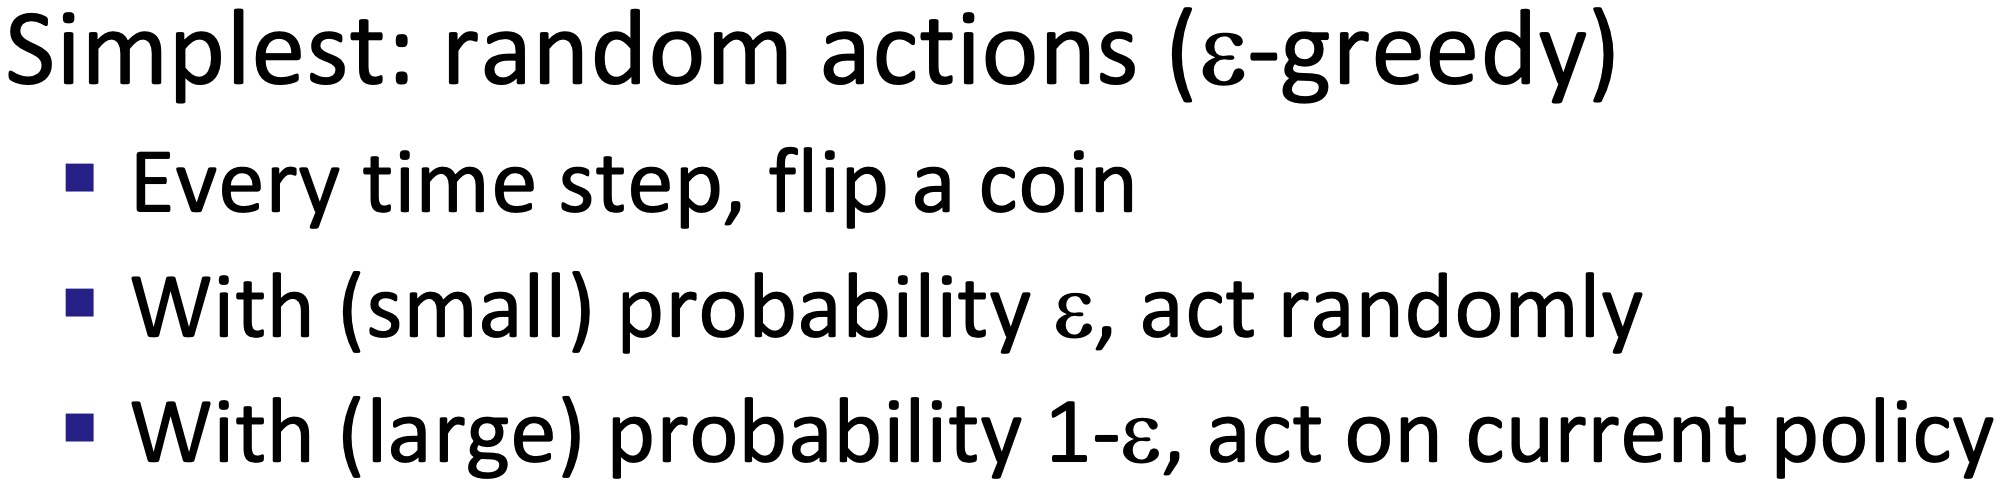 Simplest: random actions (ε-greedy)
▪ Every time step, flip a coin
▪ With (small) probability ε, act randomly
▪ With (large) probability 1-ε, act on current policy